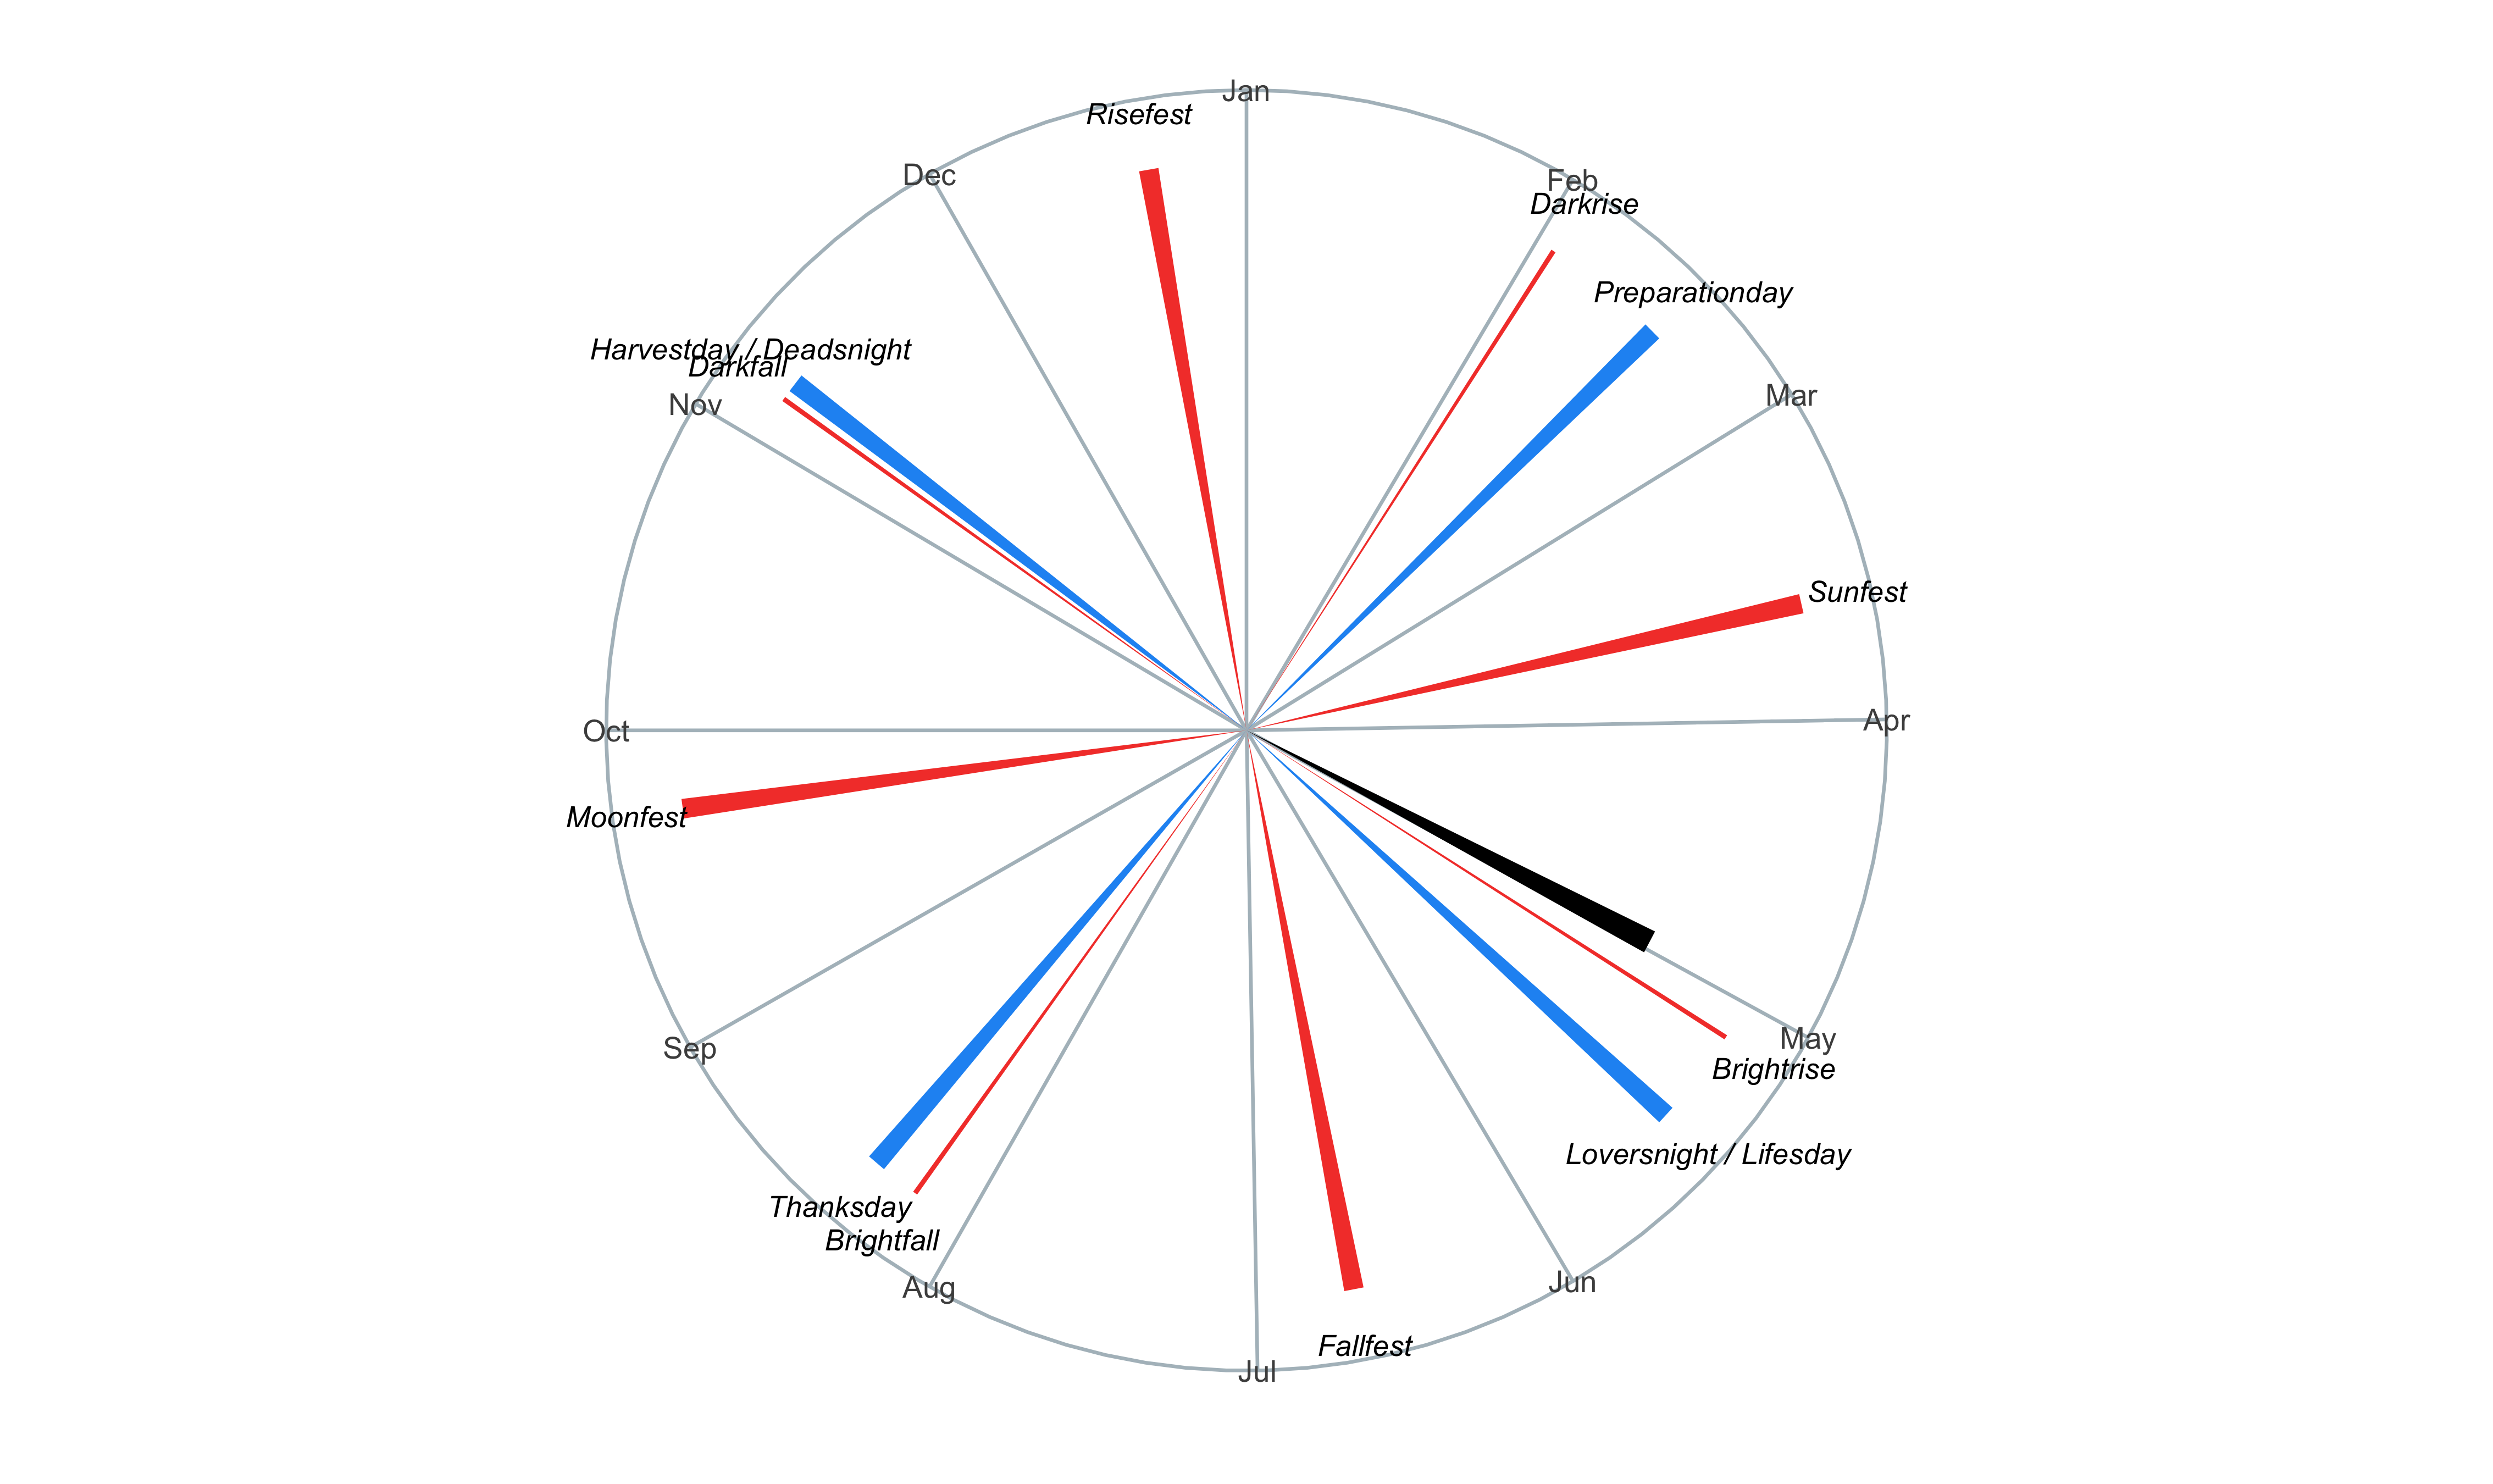 Jan
Risefest
Dec
Feb
Darkrise
Preparationday
Harvestday / Deadsnight
Darkfall
Nov
Mar
Sunfest
Oct
Apr
Moonfest
Sep
May
Brightrise
Loversnight / Lifesday
Thanksday
Brightfall
Aug
Jun
Fallfest
Jul